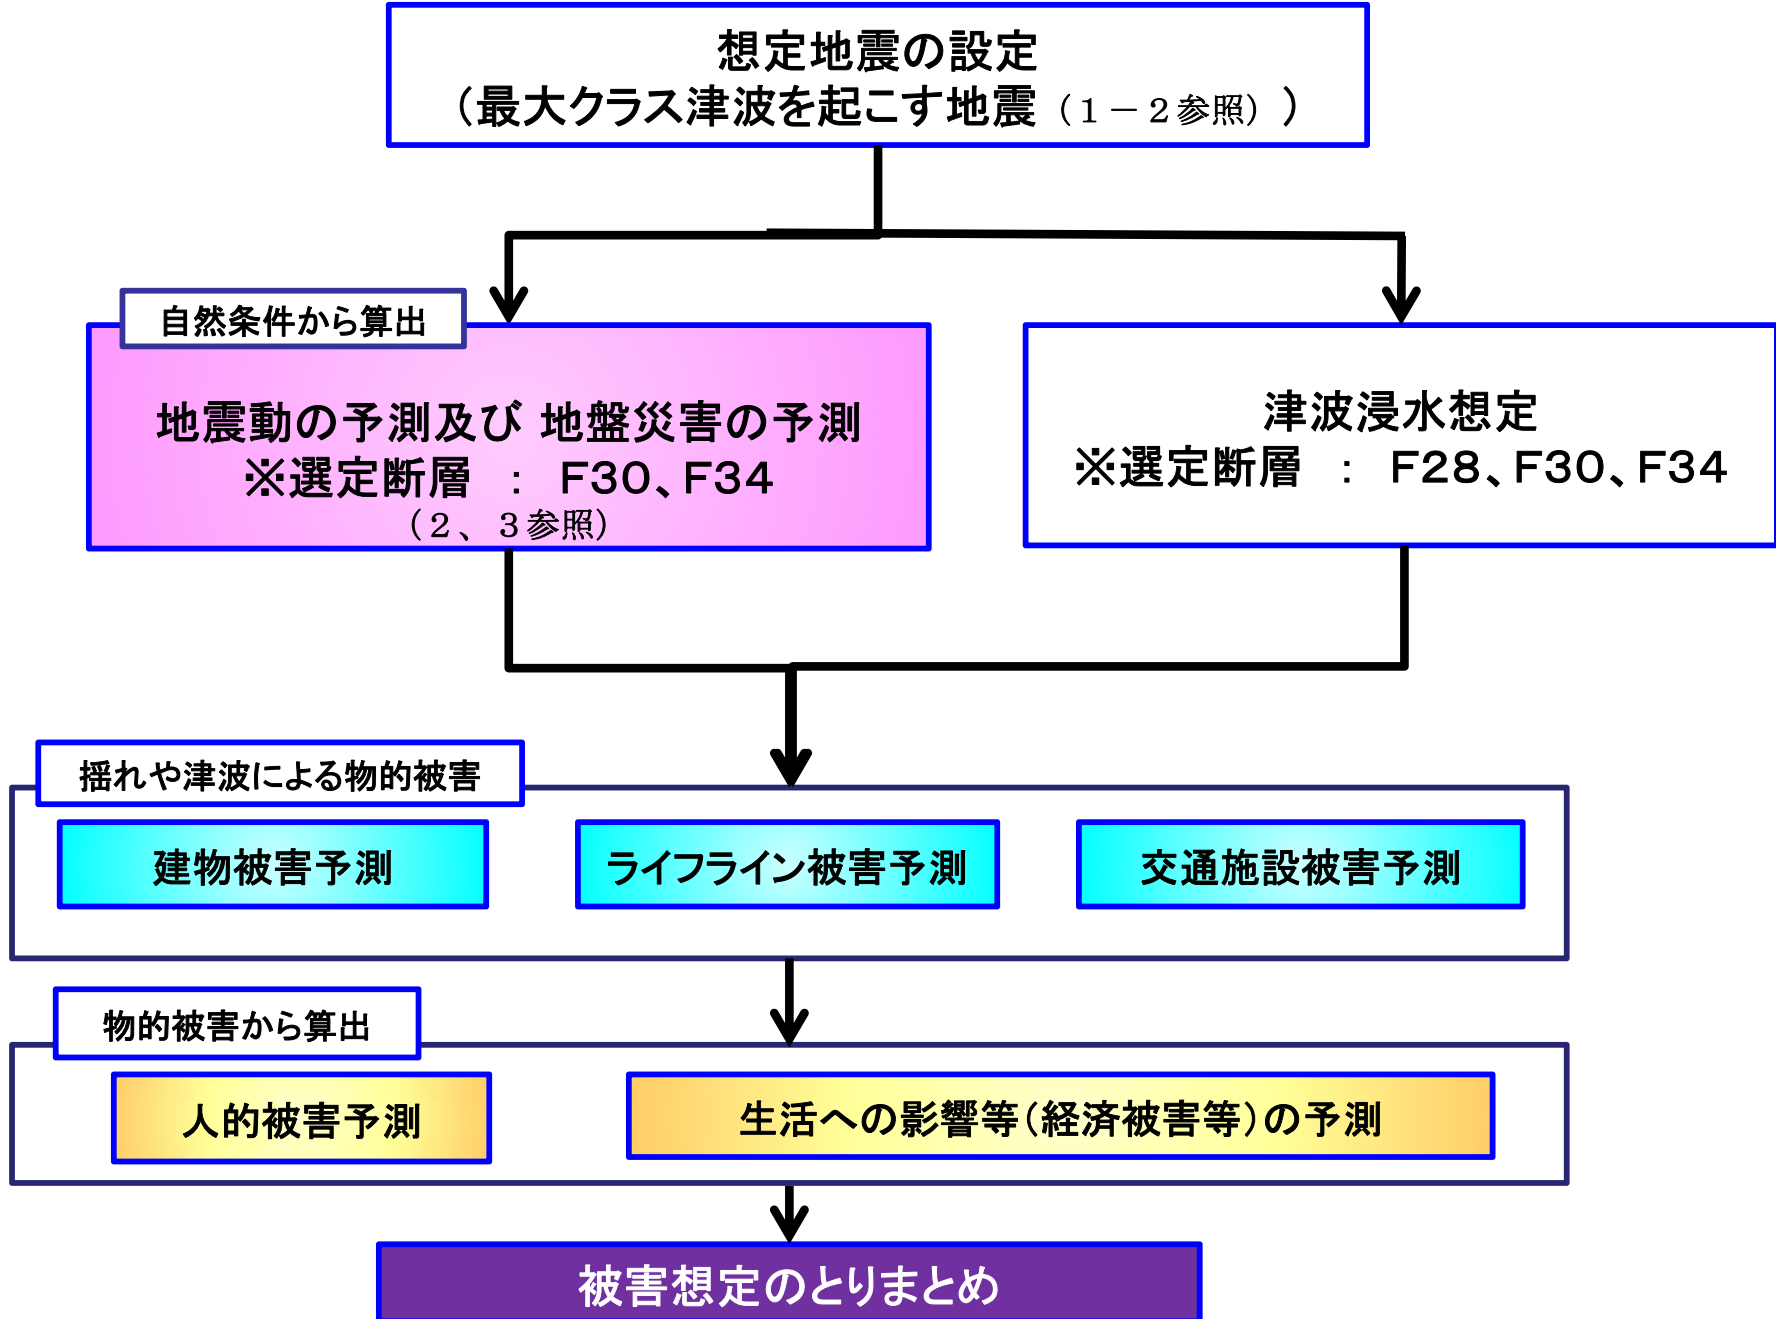 想定地震の設定
（最大クラス津波を起こす地震（１－２参照））
自然条件から算出
地震動の予測及び 地盤災害の予測
※選定断層　：　F30、F34
（２、３参照）
津波浸水想定
※選定断層　：　F28、F30、F34
揺れや津波による物的被害
建物被害予測
ライフライン被害予測
交通施設被害予測
物的被害から算出
人的被害予測
生活への影響等（経済被害等）の予測
被害想定のとりまとめ